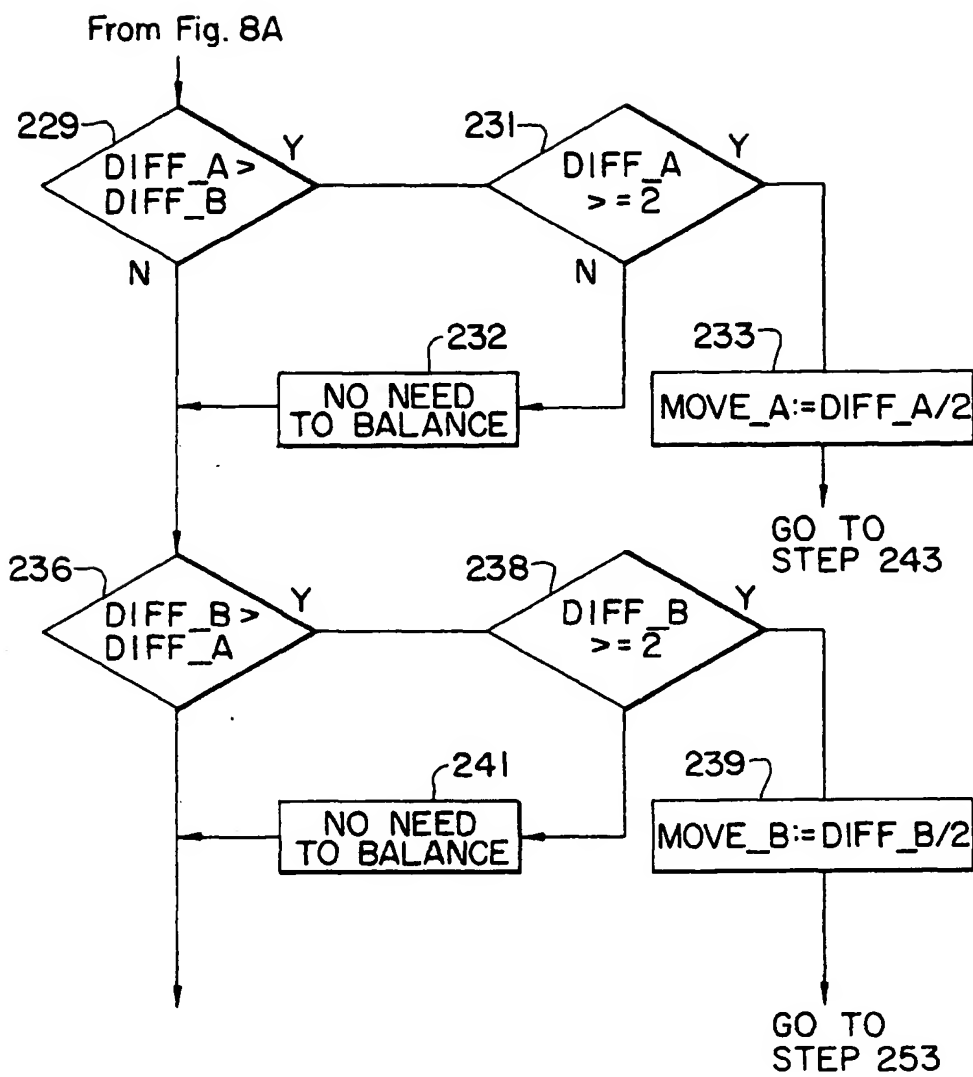 From Fig. 8A
229
DIFF_A >
DIFF_B
Y
N
231
DIFF_A
>=2
Y
N
232
NO NEED
TO BALANCE
233
MOVE_A:=DIFF_A/2
GO TO
STEP 243
236
DIFF_B >
DIFF_A
Y
238
DIFF_B
>=2
Y
241
NO NEED
TO BALANCE
239
MOVE_B:=DIFF_B/2
GO TO
STEP 253